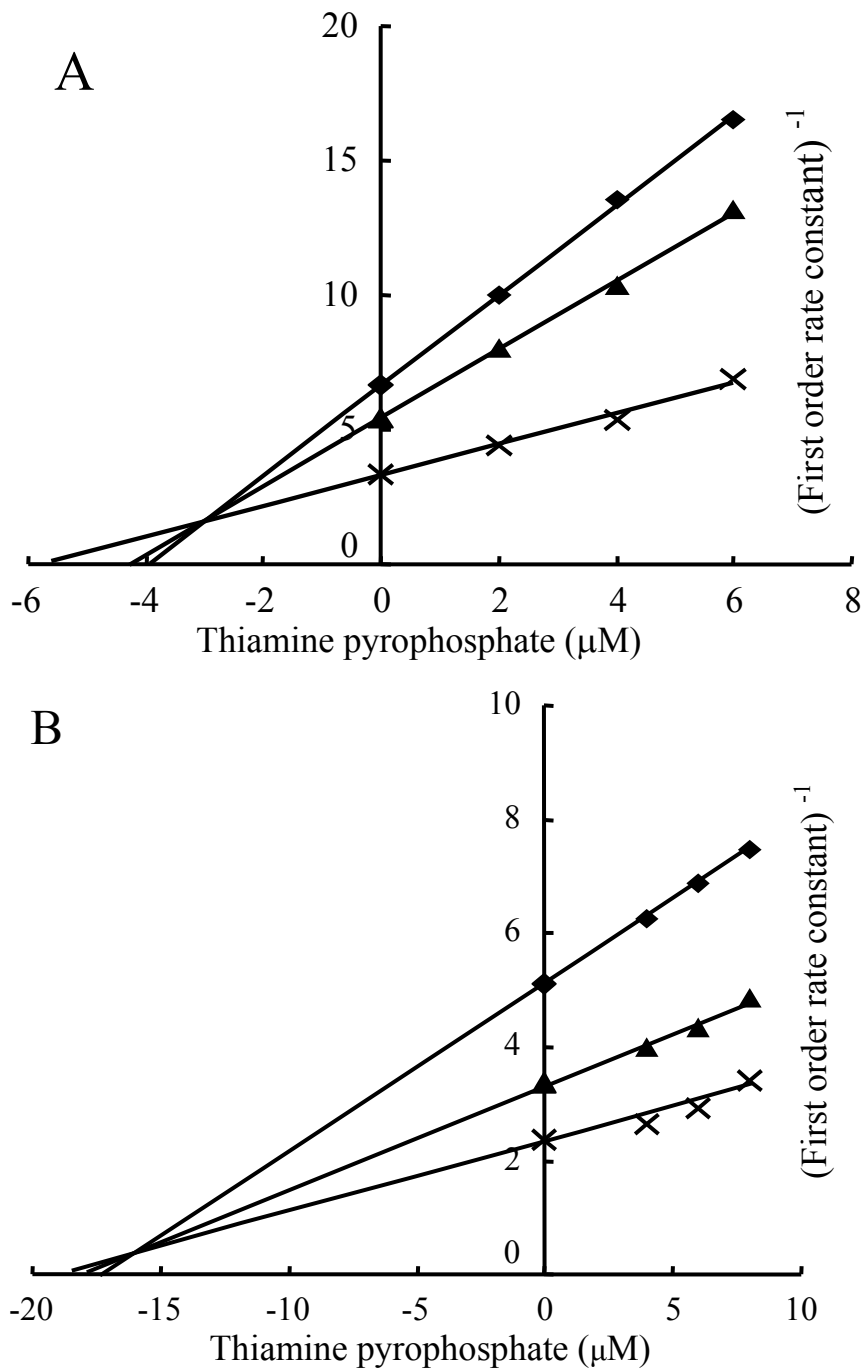 A
20
15
10
5
0
(First order rate constant) -1
-6 -4 -2 0 2 4 6 8
Thiamine pyrophosphate (μM)
B
10
8
6
4
2
0
(First order rate constant) -1
-20 -15 -10 -5 0 5 10
Thiamine pyrophosphate (μM)